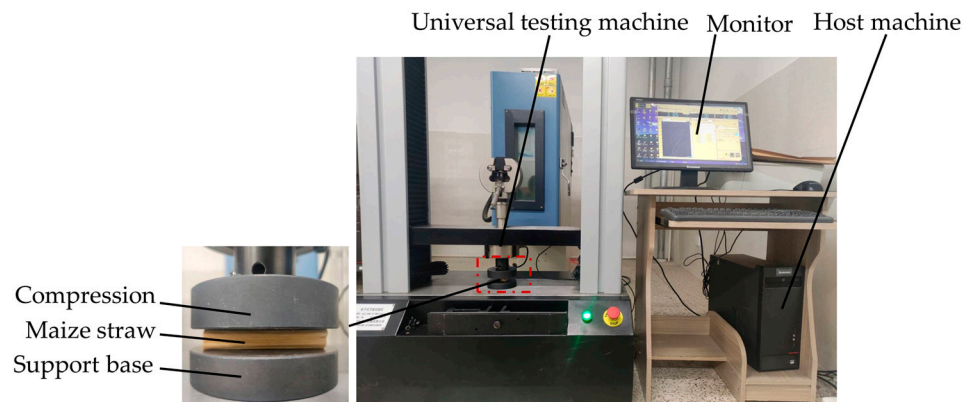 Universal testing machine
Monitor
Host machine
Compression
Maize straw
Support base